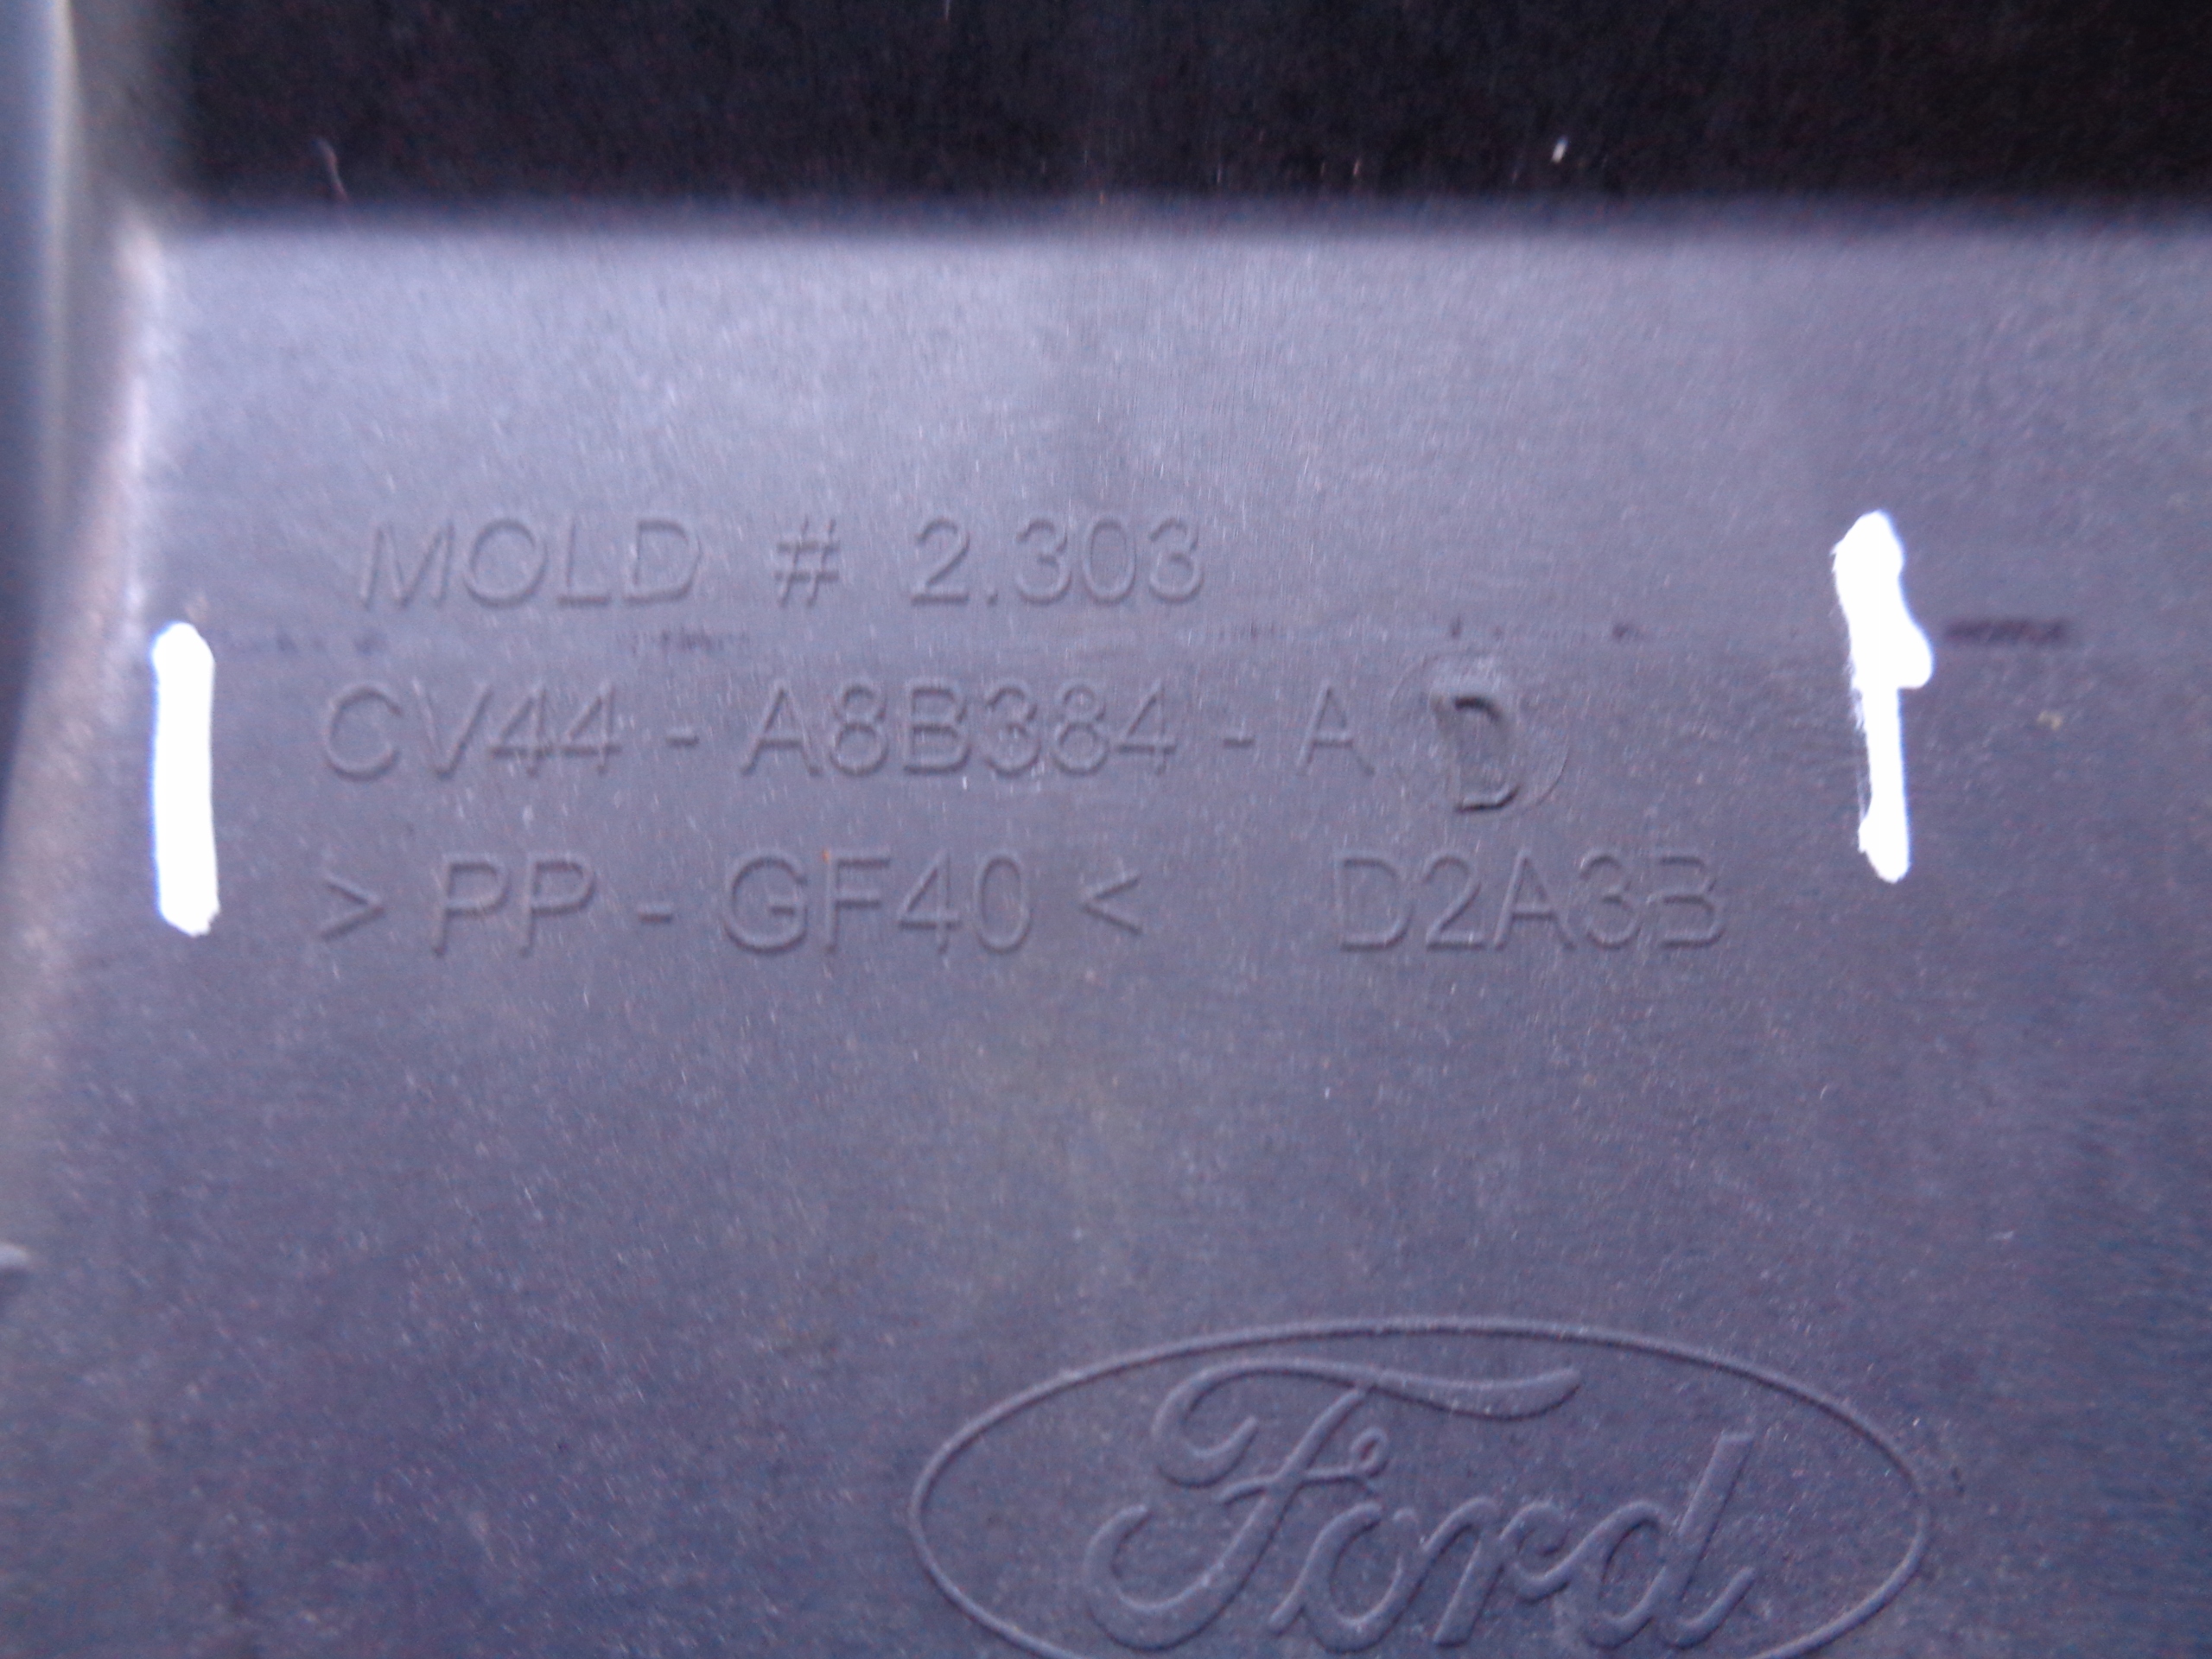 MOLD # 2.303
CV44 - A8B384 - A D
> PP - GF40 < D2A3B
Ford